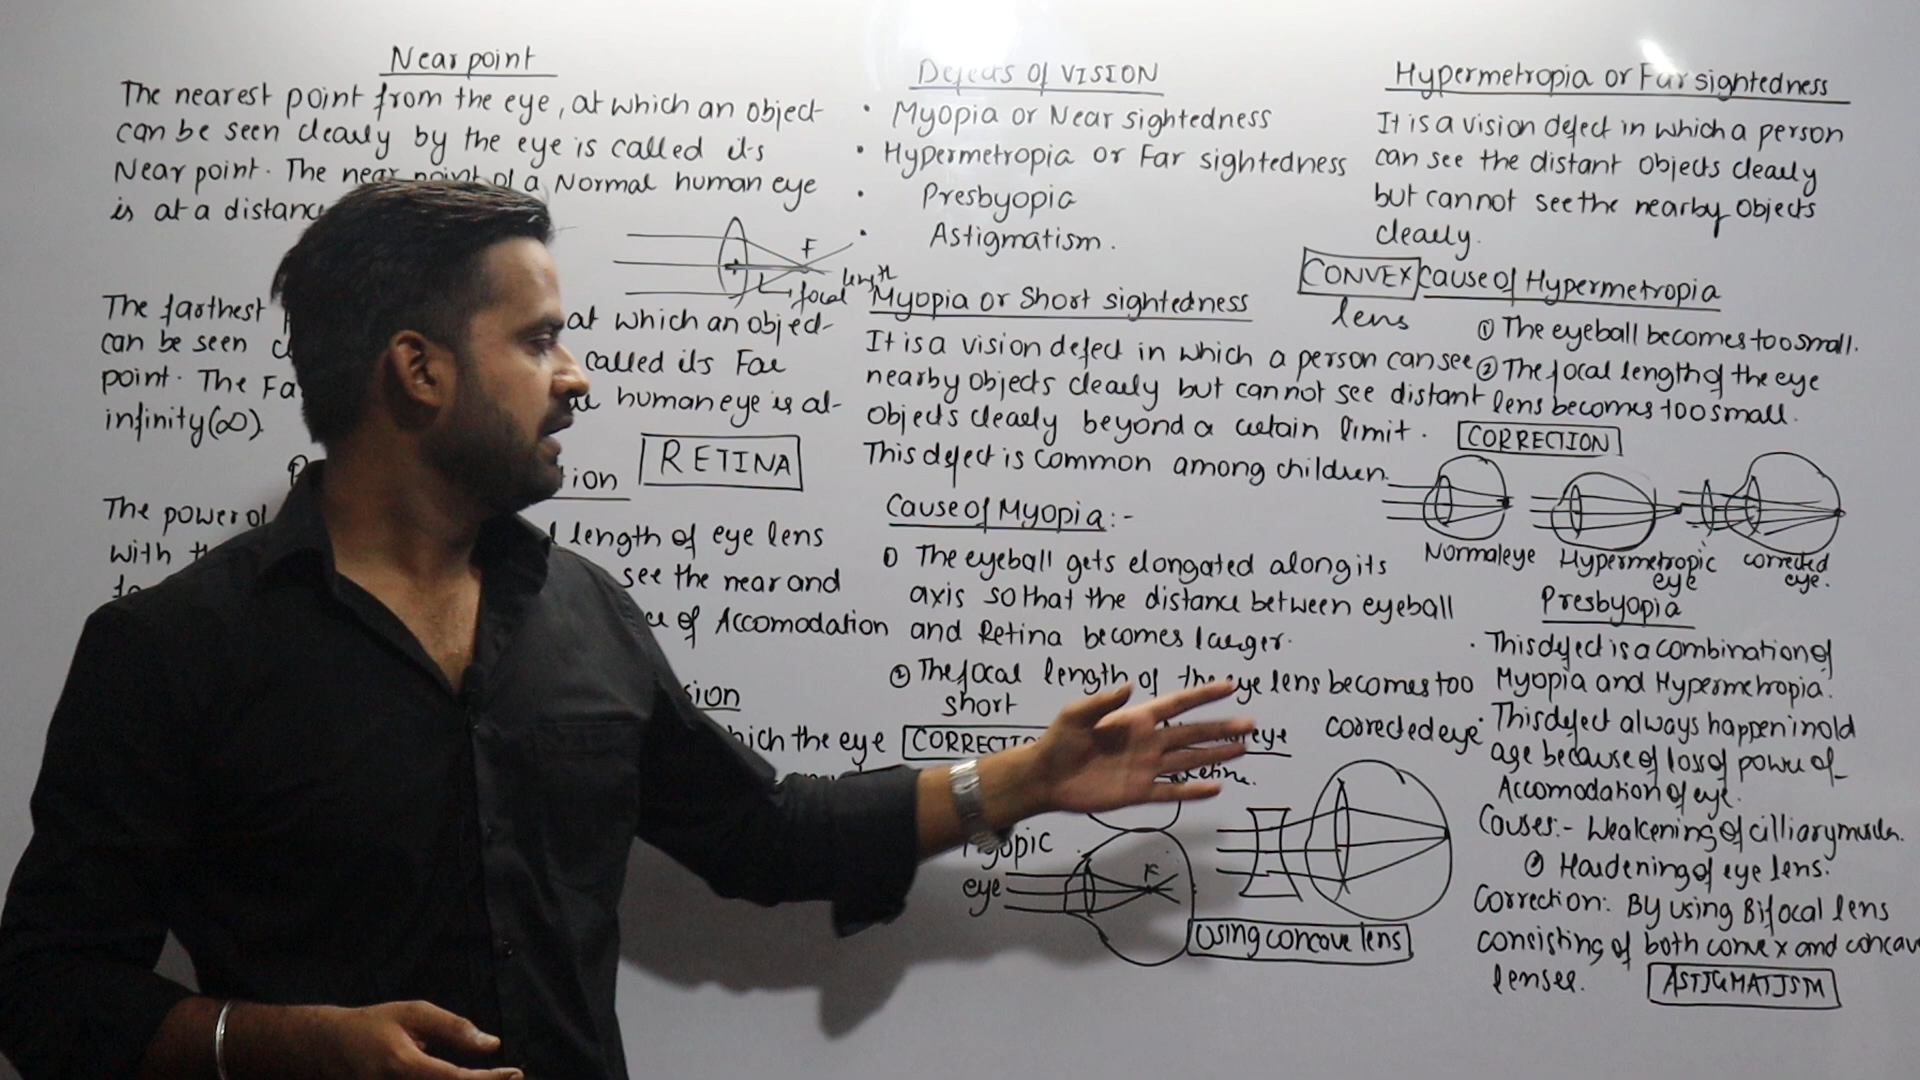 Near point
The nearest point from the eye, at which an object
can be seen clearly by the eye is called its
Near point. The near point of a Normal human eye
is at a distance
F
focal length
The farthest
at which an object
can be seen
called its Far
point. The Fa
human eye is at
infinity(∞).
RETINA
tion
The power of
length of eye lens
with
see the near and
of Accomodation
sion
which the eye
Defects Of VISION
• Myopia or Near sightedness
• Hypermetropia or Far sightedness
• Presbyopia
• Astigmatism.
Myopia or Short sightedness
It is a vision defect in which a person can see
nearby objects clearly but cannot see distant
objects clearly beyond a certain limit.
This defect is common among children.
Cause of Myopia:-
① The eyeball gets elongated along its
axis so that the distance between eyeball
and Retina becomes larger.
② The focal length of the eye lens becomes too
short
CORRECTIO
eye
corrected eye
Retina.
Myopic
eye
F
Using concave lens
Hypermetropia or Far sightedness
It is a vision defect in which a person
can see the distant objects clearly
but cannot see the nearby objects
clearly.
CONVEX
lens
Cause of Hypermetropia
① The eyeball becomes too small.
② The focal length of the eye
lens becomes too small.
CORRECTION
Normal eye
Hypermetropic
eye
corrected
eye.
Presbyopia
. This defect is a combination of
Myopia and Hypermetropia.
. This defect always happen in old
age because of loss of power of
Accomodation of eye.
Causes:- Weakening of cilliary muscles.
② Hardening of eye lens.
Correction: By using Bifocal lens
consisting of both convex and concave
lenses.
ASTIGMATISM